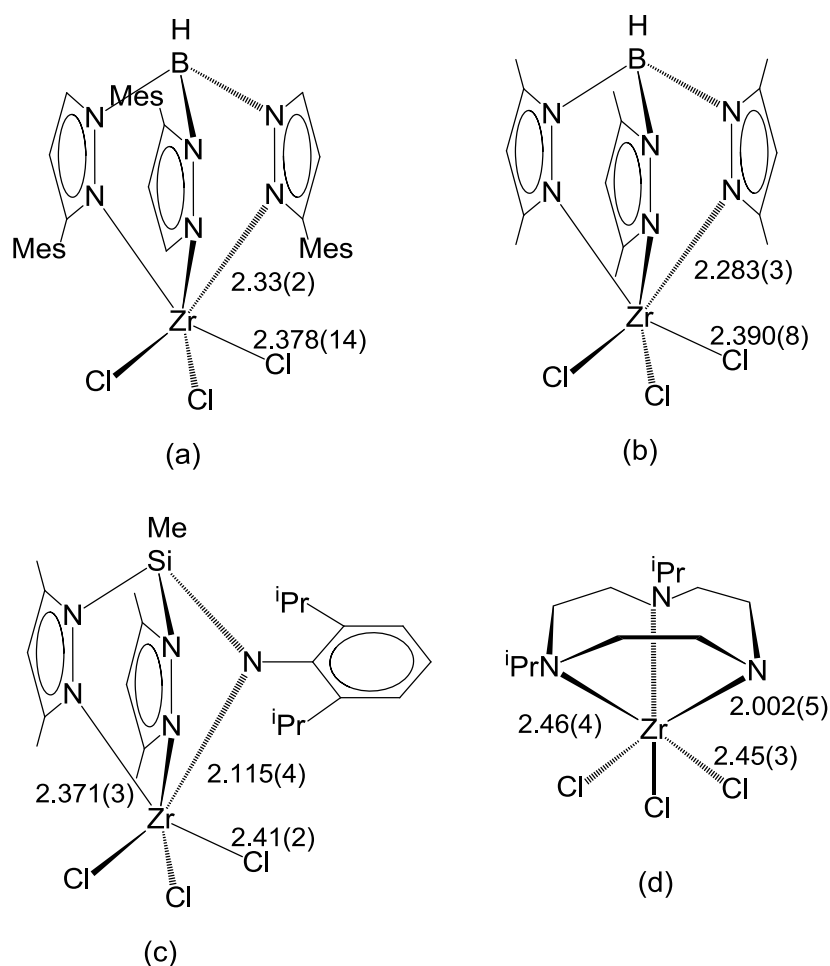 H
B
Mes
N
N
N
N
N
N
Mes
Mes
2.33(2)
Zr
2.378(14)
Cl
Cl
Cl
(a)
H
B
N
N
N
N
N
N
2.283(3)
Zr
2.390(8)
Cl
Cl
Cl
(b)
Me
Si
N
N
N
N
N
iPr
iPr
2.371(3)
2.115(4)
Zr
2.41(2)
Cl
Cl
Cl
(c)
iPr
N
iPrN
N
2.46(4)
2.002(5)
Zr
2.45(3)
Cl
Cl
Cl
(d)